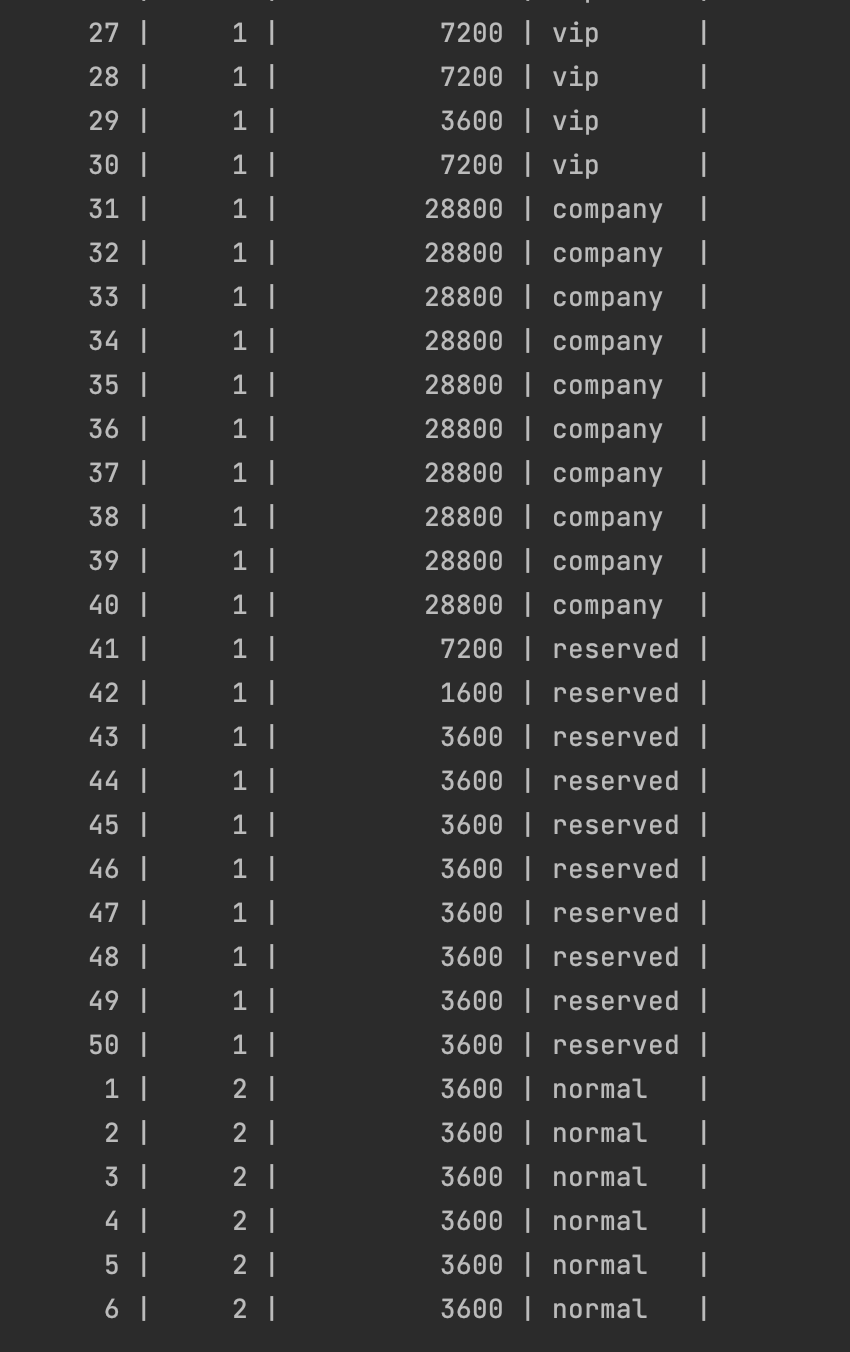 27 | 1 | 7200 | vip |
28 | 1 | 7200 | vip |
29 | 1 | 3600 | vip |
30 | 1 | 7200 | vip |
31 | 1 | 28800 | company |
32 | 1 | 28800 | company |
33 | 1 | 28800 | company |
34 | 1 | 28800 | company |
35 | 1 | 28800 | company |
36 | 1 | 28800 | company |
37 | 1 | 28800 | company |
38 | 1 | 28800 | company |
39 | 1 | 28800 | company |
40 | 1 | 28800 | company |
41 | 1 | 7200 | reserved |
42 | 1 | 1600 | reserved |
43 | 1 | 3600 | reserved |
44 | 1 | 3600 | reserved |
45 | 1 | 3600 | reserved |
46 | 1 | 3600 | reserved |
47 | 1 | 3600 | reserved |
48 | 1 | 3600 | reserved |
49 | 1 | 3600 | reserved |
50 | 1 | 3600 | reserved |
1 | 2 | 3600 | normal |
2 | 2 | 3600 | normal |
3 | 2 | 3600 | normal |
4 | 2 | 3600 | normal |
5 | 2 | 3600 | normal |
6 | 2 | 3600 | normal |